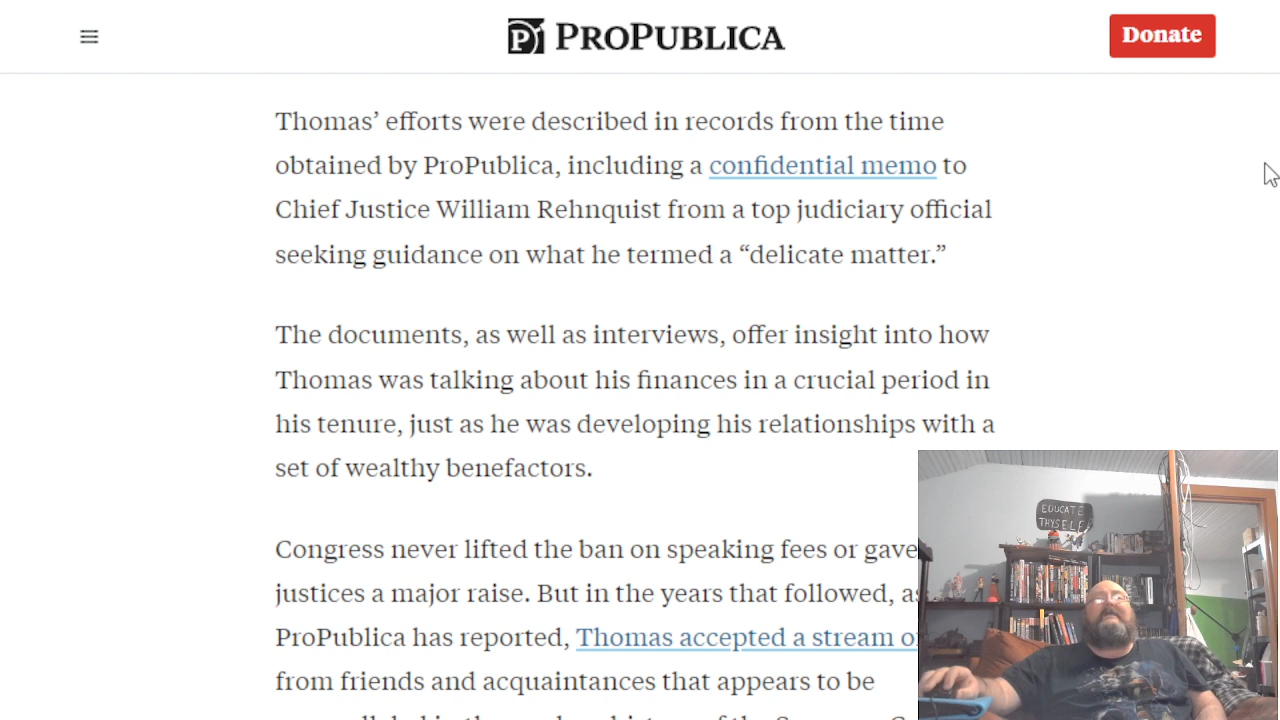 PROPUBLICA
Donate
Thomas’ efforts were described in records from the time
obtained by ProPublica, including a confidential memo to
Chief Justice William Rehnquist from a top judiciary official
seeking guidance on what he termed a “delicate matter.”
The documents, as well as interviews, offer insight into how
Thomas was talking about his finances in a crucial period in
his tenure, just as he was developing his relationships with a
set of wealthy benefactors.
Congress never lifted the ban on speaking fees or gave
justices a major raise. But in the years that followed,
ProPublica has reported, Thomas accepted a stream
from friends and acquaintances that appears to be
EDUCATE
THYSELF